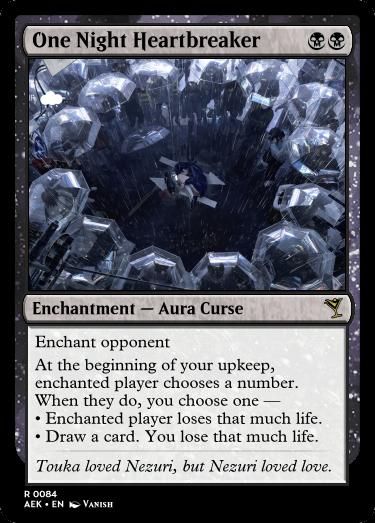 One Night Heartbreaker
Enchantment — Aura Curse
Enchant opponent
At the beginning of your upkeep,
enchanted player chooses a number.
When they do, you choose one —
• Enchanted player loses that much life.
• Draw a card. You lose that much life.
Touka loved Nezuri, but Nezuri loved love.
R 0084
AEK • EN Vanish